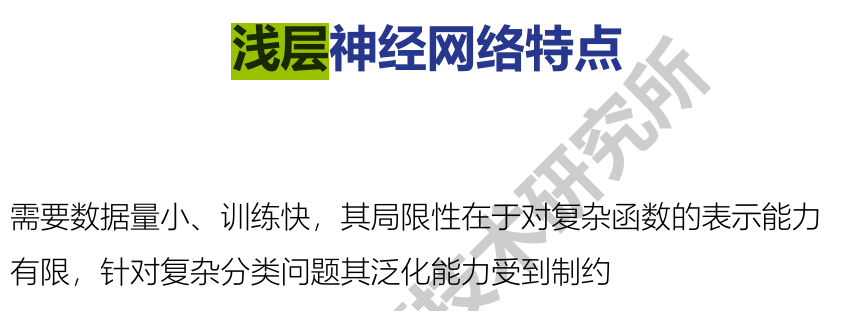 浅层神经网络特点
需要数据量小、训练快，其局限性在于对复杂函数的表示能力
有限，针对复杂分类问题其泛化能力受到制约
技术研究所